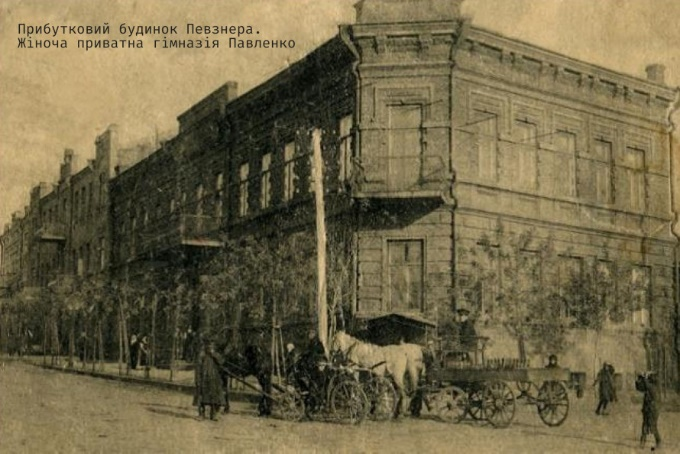 Прибутковий будинок Певзнера.
Жіноча приватна гімназія Павленко